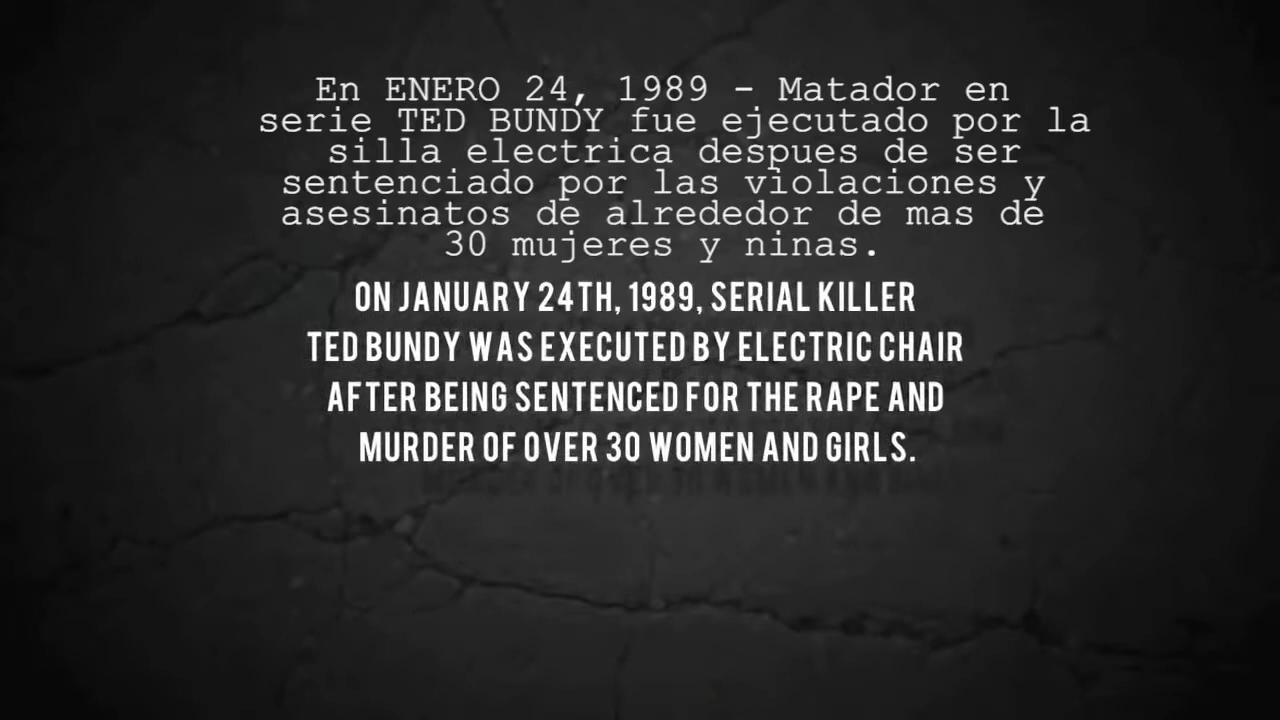 En ENERO 24, 1989 - Matador en
serie TED BUNDY fue ejecutado por la
silla electrica despues de ser
sentenciado por las violaciones y
asesinatos de alrededor de mas de
30 mujeres y ninas.
ON JANUARY 24TH, 1989, SERIAL KILLER
TED BUNDY WAS EXECUTED BY ELECTRIC CHAIR
AFTER BEING SENTENCED FOR THE RAPE AND
MURDER OF OVER 30 WOMEN AND GIRLS.